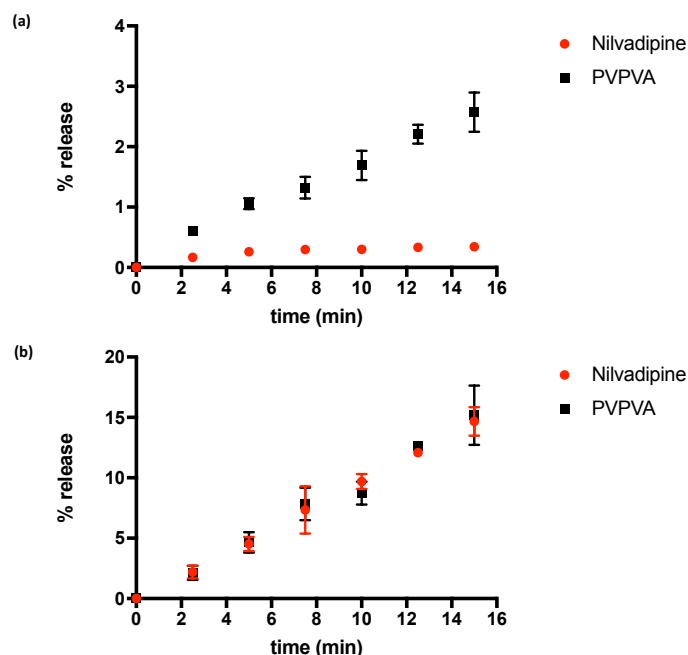 (a)
4
3
2
1
0
% release
0 2 4 6 8 10 12 14 16
time (min)
Nilvadipine
PVPVA
(b)
20
15
10
5
0
% release
0 2 4 6 8 10 12 14 16
time (min)
Nilvadipine
PVPVA